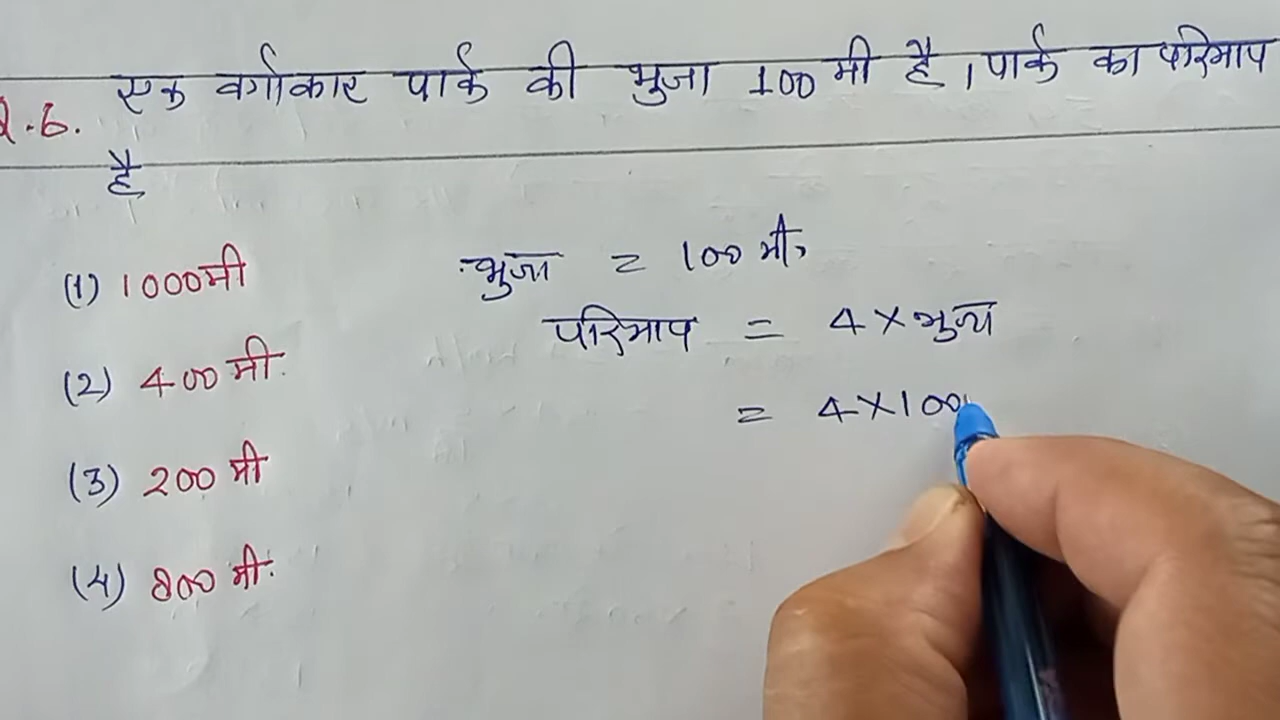 Q.6. एक वर्गाकार पार्क की भुजा 100 मी है। पार्क का परिमाप
है
(1) 1000 मी
(2) 400 मी.
(3) 200 मी
(4) 800 मी.
भुजा = 100 मी.
परिमाप = 4 × भुजा
= 4 × 100